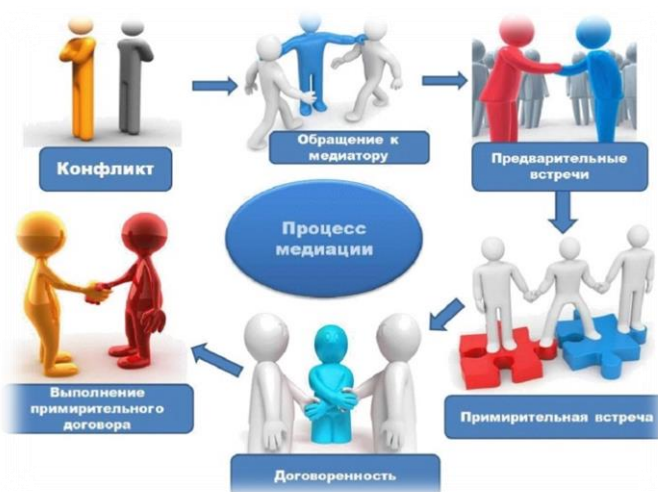 Конфликт
Обращение к
медиатору
Предварительные
встречи
Процесс
медиации
Примирительная встреча
Договоренность
Выполнение
примирительного
договора